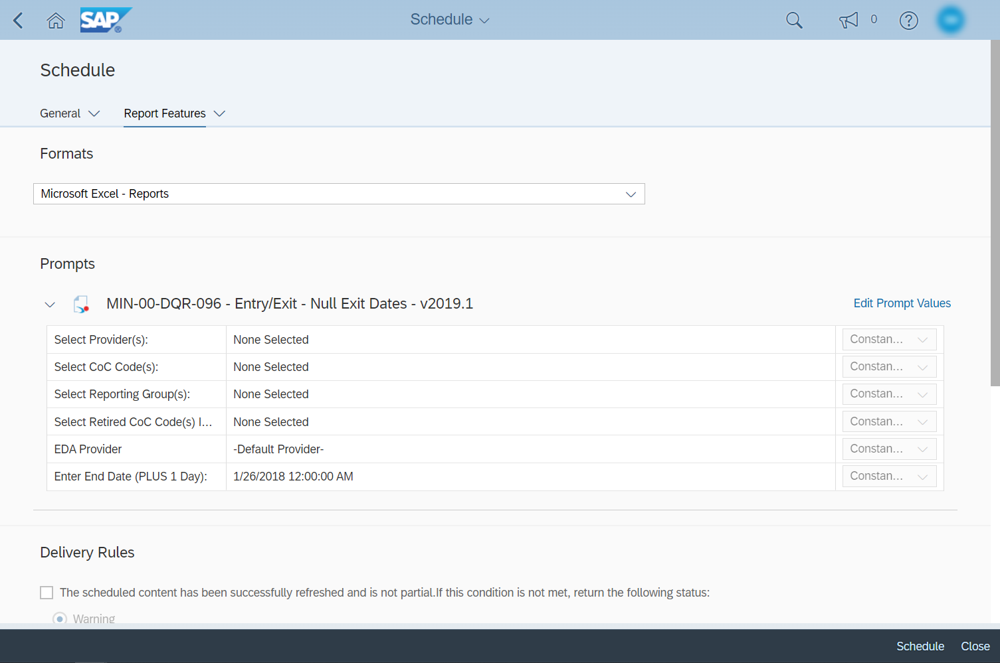 SAP®
Schedule
0
Schedule
General
Report Features
Formats
Microsoft Excel - Reports
Prompts
MIN-00-DQR-096 - Entry/Exit - Null Exit Dates - v2019.1
Edit Prompt Values
Select Provider(s): None Selected Constan...
Select CoC Code(s): None Selected Constan...
Select Reporting Group(s): None Selected Constan...
Select Retired CoC Code(s) I... None Selected Constan...
EDA Provider -Default Provider- Constan...
Enter End Date (PLUS 1 Day): 1/26/2018 12:00:00 AM Constan...
Delivery Rules
The scheduled content has been successfully refreshed and is not partial.If this condition is not met, return the following status:
Warning
Schedule Close